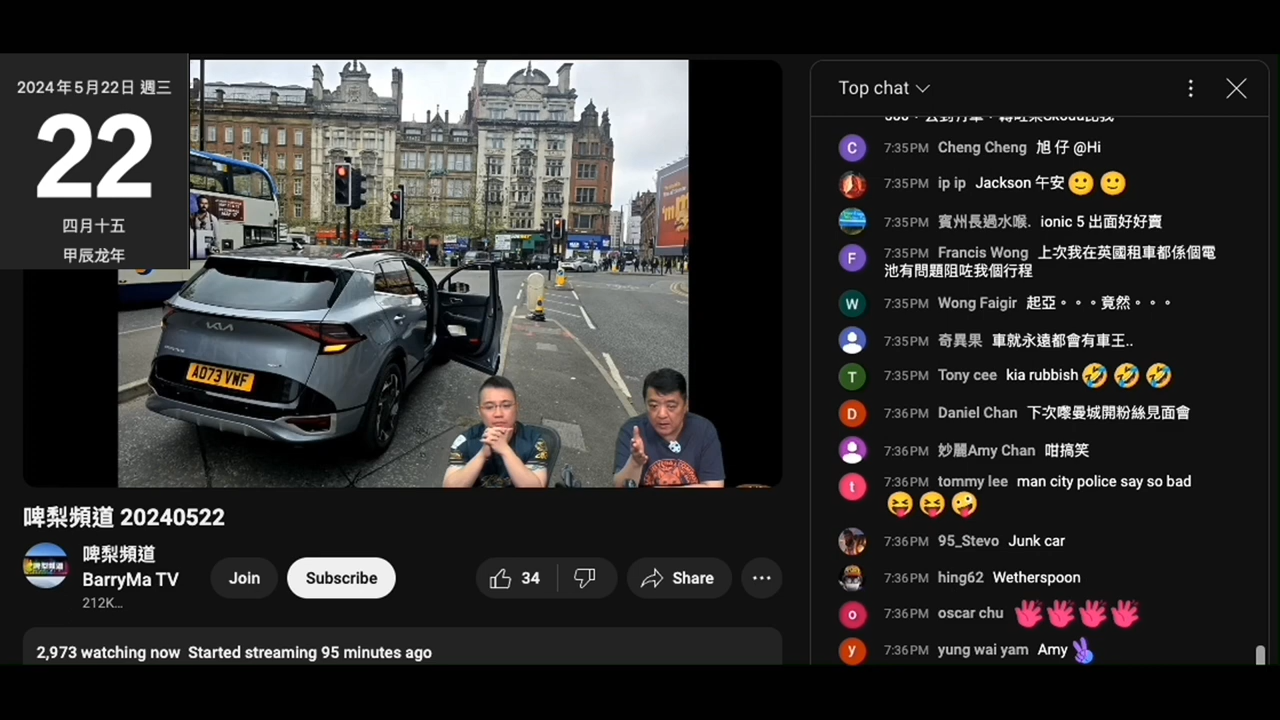 2024年5月22日 週三
22
四月十五
甲辰龙年
KIA
AO73 VWF
啤梨頻道 20240522
啤梨頻道
BarryMa TV
212K...
Join
Subscribe
34
Share
2,973 watching now Started streaming 95 minutes ago
Top chat
C 7:35PM Cheng Cheng 旭 仔 @Hi
7:35PM ip ip Jackson 午安🙂 🙂
7:35PM 賓州長過水喉. ionic 5 出面好好賣
F 7:35PM Francis Wong 上次我在英國租車都係個電
池有問題阻咗我個行程
W 7:35PM Wong Faigir 起亞。。。竟然。。。
7:35PM 奇異果 車就永遠都會有車王..
T 7:35PM Tony cee kia rubbish🤣 🤣 🤣
D 7:36PM Daniel Chan 下次嚟曼城開粉絲見面會
7:36PM 妙麗Amy Chan 咁搞笑
t 7:36PM tommy lee man city police say so bad
😝 😝 🤪
7:36PM 95_Stevo Junk car
7:36PM hing62 Wetherspoon
o 7:36PM oscar chu
y 7:36PM yung wai yam Amy